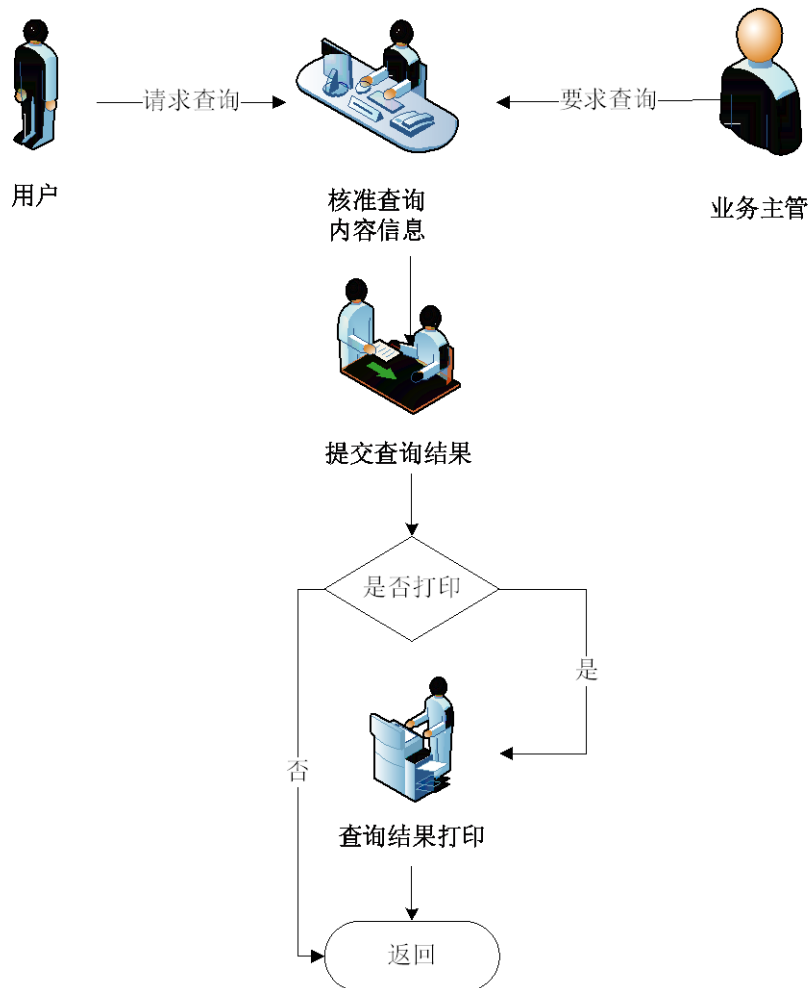 请求查询
要求查询
用户
核准查询
内容信息
业务主管
提交查询结果
是否打印
是
否
查询结果打印
返回